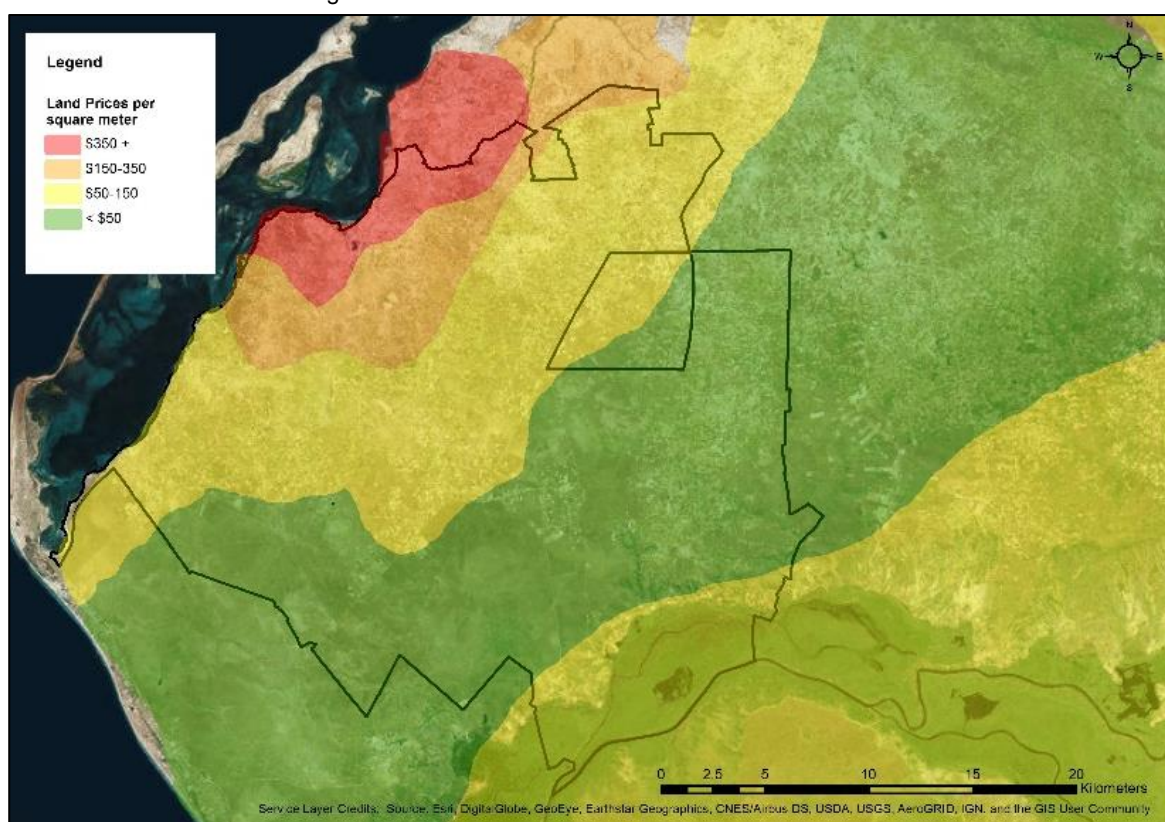 Legend
Land Prices per
square meter
$350 +
$150-350
$50-150
< $50
N
W E
S
0 2.5 5 10 15 20
Kilometers
Service Layer Credits: Source: Esri, DigitalGlobe, GeoEye, Earthstar Geographics, CNES/Airbus DS, USDA, USGS, AeroGRID, IGN, and the GIS User Community